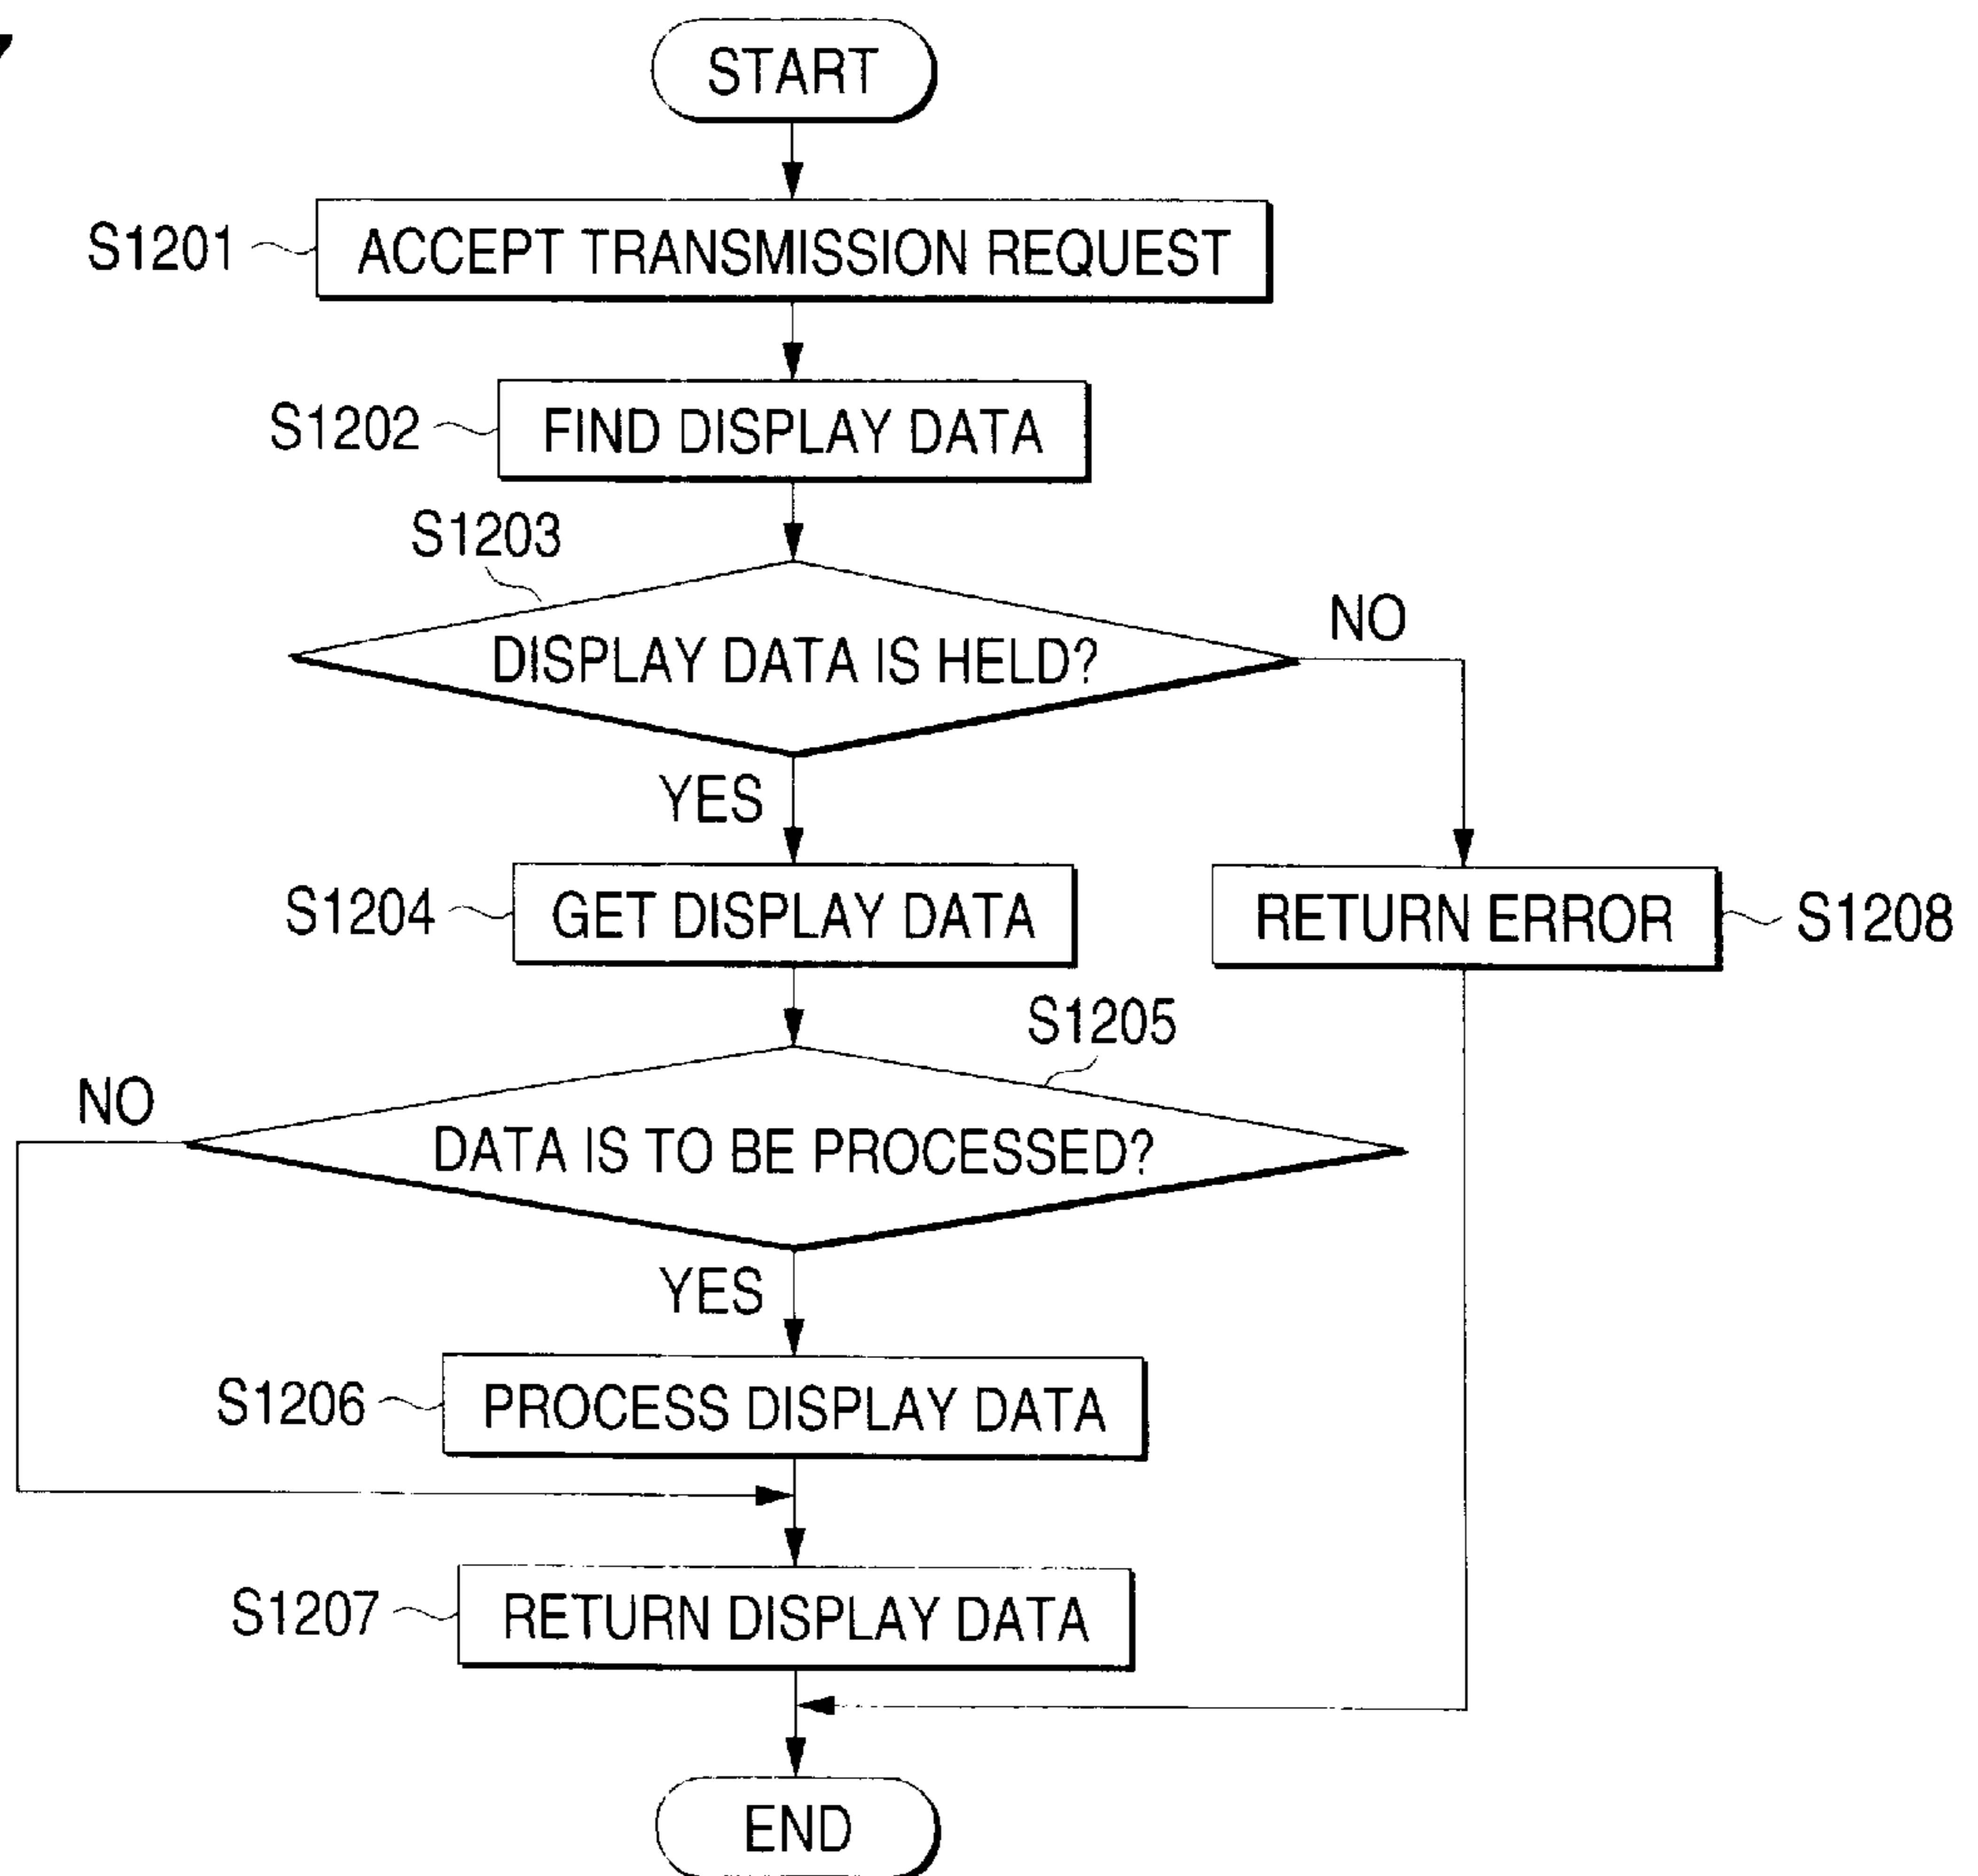 START
S1201
ACCEPT TRANSMISSION REQUEST
S1202
FIND DISPLAY DATA
S1203
DISPLAY DATA IS HELD?
NO
YES
S1204
GET DISPLAY DATA
RETURN ERROR
S1208
S1205
NO
DATA IS TO BE PROCESSED?
YES
S1206
PROCESS DISPLAY DATA
S1207
RETURN DISPLAY DATA
END